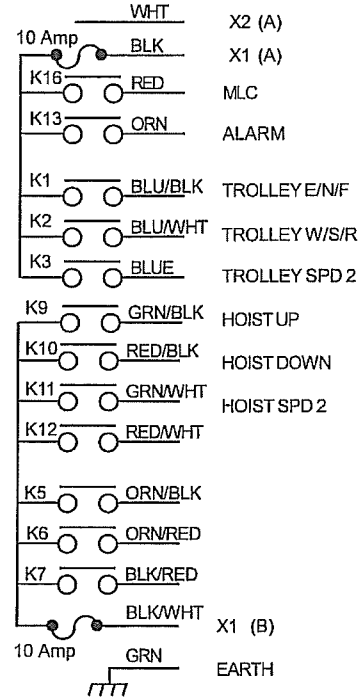 WHT X2 (A)
10 Amp BLK X1 (A)
K16 RED MLC
K13 ORN ALARM
K1 BLU/BLK TROLLEY E/N/F
K2 BLU/WHT TROLLEY W/S/R
K3 BLUE TROLLEY SPD 2
K9 GRN/BLK HOIST UP
K10 RED/BLK HOIST DOWN
K11 GRN/WHT HOIST SPD 2
K12 RED/WHT
K5 ORN/BLK
K6 ORN/RED
K7 BLK/RED
BLK/WHT X1 (B)
10 Amp
GRN EARTH